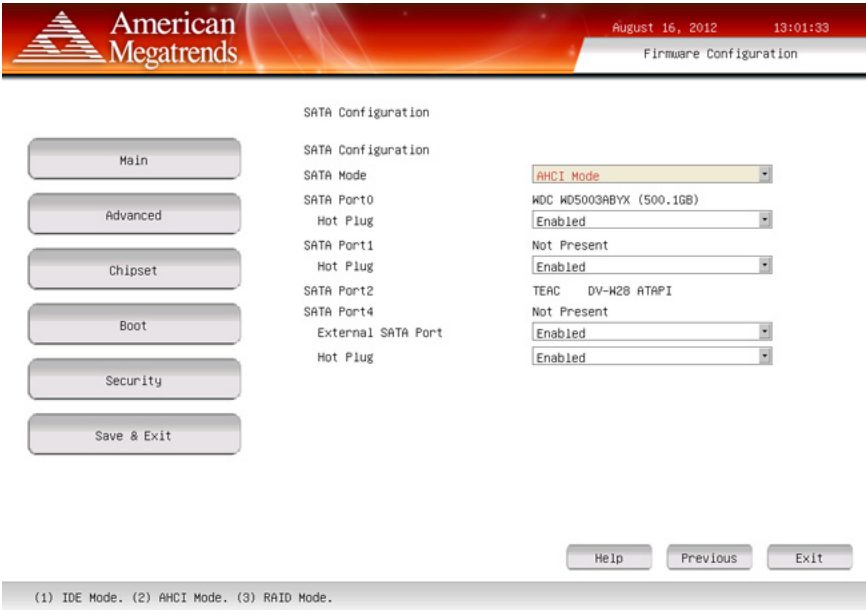 American
Megatrends
August 16, 2012 13:01:33
Firmware Configuration
Main
Advanced
Chipset
Boot
Security
Save & Exit
SATA Configuration
SATA Configuration
SATA Mode AHCI Mode
SATA Port0 WDC WD5003ABYX (500.1GB)
Hot Plug Enabled
SATA Port1 Not Present
Hot Plug Enabled
SATA Port2 TEAC DV-W28 ATAPI
SATA Port4 Not Present
External SATA Port Enabled
Hot Plug Enabled
Help Previous Exit
(1) IDE Mode. (2) AHCI Mode. (3) RAID Mode.